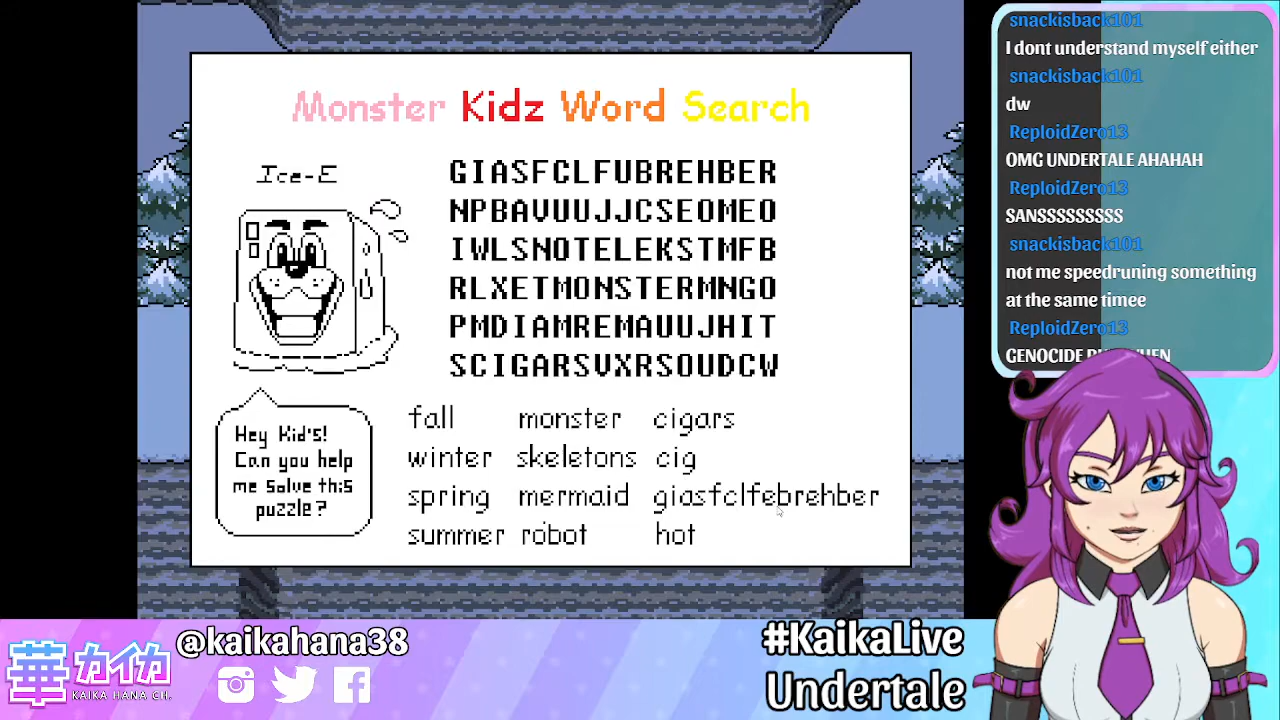 Monster Kidz Word Search
Ice-E
GIASFCLFUBREHBER
NPBAVUUJJCSEOMEO
IWLSNOTELEKSTMFB
RLXETMONSTERMNGO
PMDIAMREMAUUJHIT
SCIGARSVXRSOUDCW
Hey Kid's!
Can you help
me solve this
puzzle?
fall monster cigars
winter skeletons cig
spring mermaid giasfclfebrehber
summer robot hot
snackisback101
I dont understand myself either
snackisback101
dw
ReploidZero13
OMG UNDERTALE AHAHAH
ReploidZero13
SANSSSSSSSS
snackisback101
not me speedruning something
at the same timee
ReploidZero13
GENOCIDE
華カイカ
KAIKA HANA CH.
@kaikahana38
#KaikaLive
Undertale